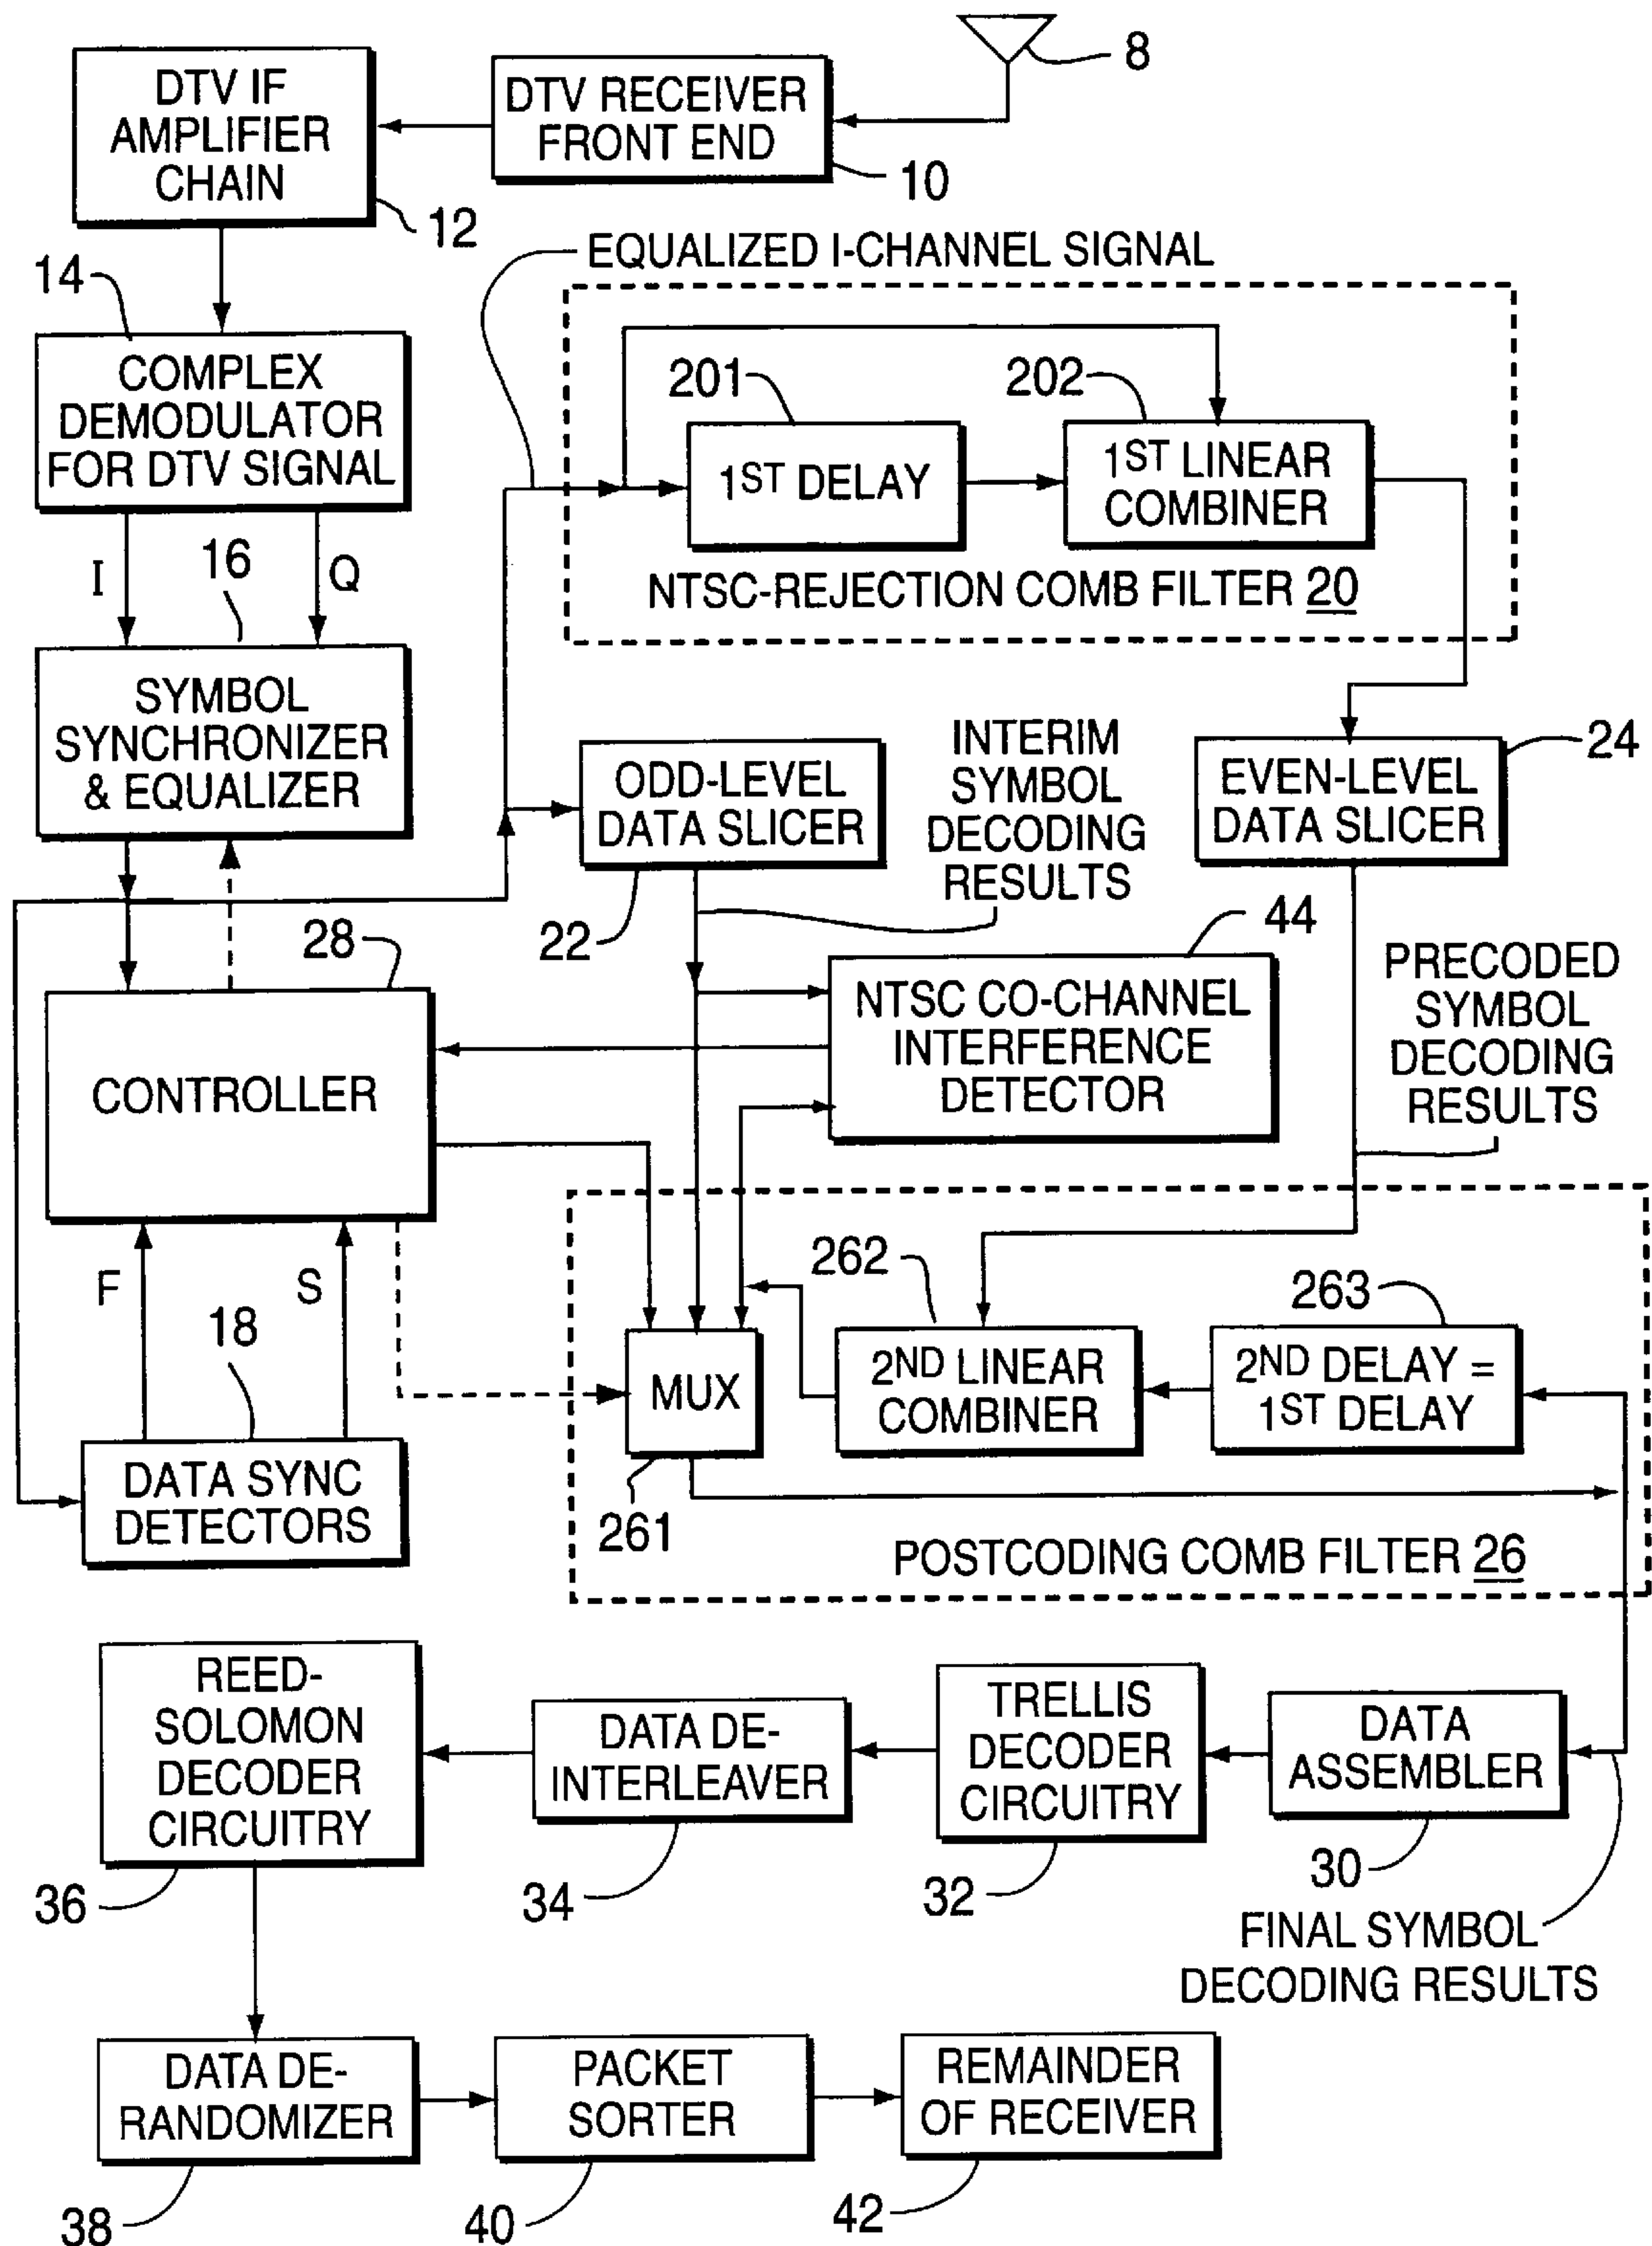 8
DTV IF
AMPLIFIER
CHAIN
12
DTV RECEIVER
FRONT END
10
EQUALIZED I-CHANNEL SIGNAL
14
COMPLEX
DEMODULATOR
FOR DTV SIGNAL
I
16
Q
201
1ST DELAY
202
1ST LINEAR
COMBINER
NTSC-REJECTION COMB FILTER 20
SYMBOL
SYNCHRONIZER
& EQUALIZER
ODD-LEVEL
DATA SLICER
22
INTERIM
SYMBOL
DECODING
RESULTS
EVEN-LEVEL
DATA SLICER
24
28
CONTROLLER
44
NTSC CO-CHANNEL
INTERFERENCE
DETECTOR
PRECODED
SYMBOL
DECODING
RESULTS
F
S
18
DATA SYNC
DETECTORS
MUX
261
262
2ND LINEAR
COMBINER
263
2ND DELAY =
1ST DELAY
POSTCODING COMB FILTER 26
REED-
SOLOMON
DECODER
CIRCUITRY
36
DATA DE-
INTERLEAVER
34
TRELLIS
DECODER
CIRCUITRY
32
DATA
ASSEMBLER
30
FINAL SYMBOL
DECODING RESULTS
DATA DE-
RANDOMIZER
38
PACKET
SORTER
40
REMAINDER
OF RECEIVER
42